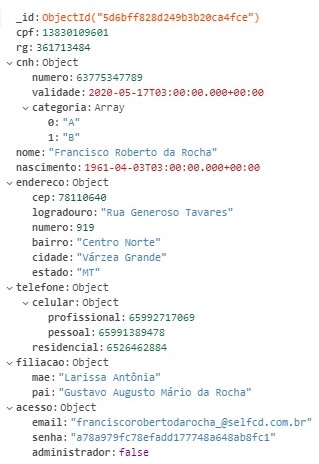 _id: ObjectId("5d6bff828d249b3b20ca4fce")
cpf: 13830109601
rg: 361713484
cnh: Object
numero: 63775347789
validade: 2020-05-17T03:00:00.000+00:00
categoria: Array
0: "A"
1: "B"
nome: "Francisco Roberto da Rocha"
nascimento: 1961-04-03T03:00:00.000+00:00
endereco: Object
cep: 78110640
logradouro: "Rua Generoso Tavares"
numero: 919
bairro: "Centro Norte"
cidade: "Várzea Grande"
estado: "MT"
telefone: Object
celular: Object
profissional: 65992717069
pessoal: 65991389478
residencial: 6526462884
filiacao: Object
mae: "Larissa Antônia"
pai: "Gustavo Augusto Mário da Rocha"
acesso: Object
email: "franciscorobertodarocha_@selfcd.com.br"
senha: "a78a979fc78efadd177748a648ab8fc1"
administrador: false